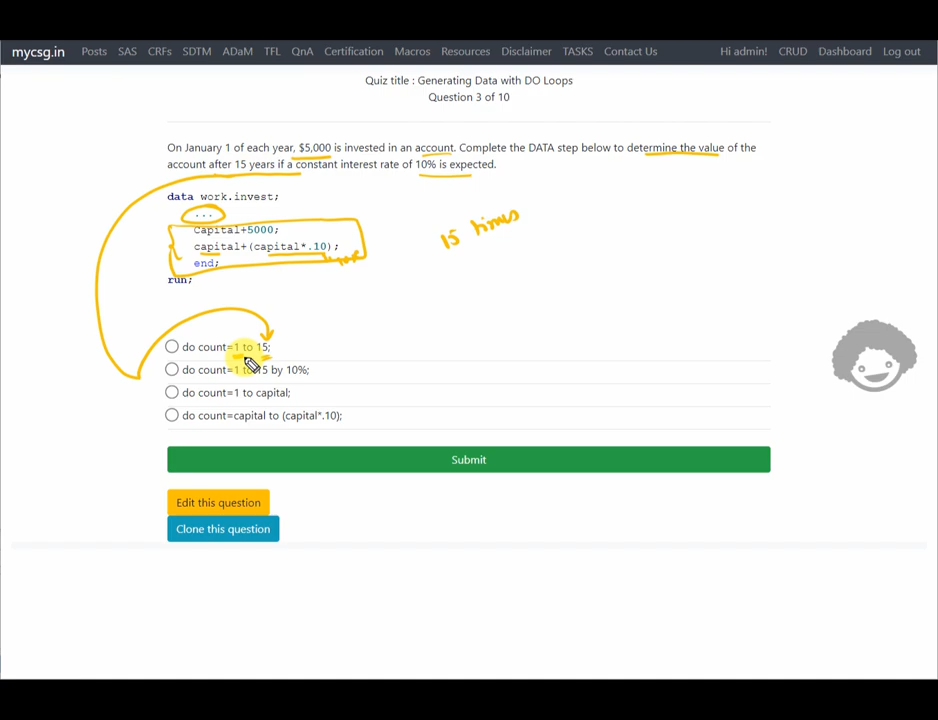 mycsg.in Posts SAS CRFs SDTM ADaM TFL QnA Certification Macros Resources Disclaimer TASKS Contact Us Hi admin! CRUD Dashboard Log out
Quiz title : Generating Data with DO Loops
Question 3 of 10
On January 1 of each year, $5,000 is invested in an account. Complete the DATA step below to determine the value of the
account after 15 years if a constant interest rate of 10% is expected.
data work.invest;
...
Capital+5000;
capital+(capital*.10);
end;
run;
15 times
do count=1 to 15;
do count=1 to 15 by 10%;
do count=1 to capital;
do count=capital to (capital*.10);
Submit
Edit this question
Clone this question